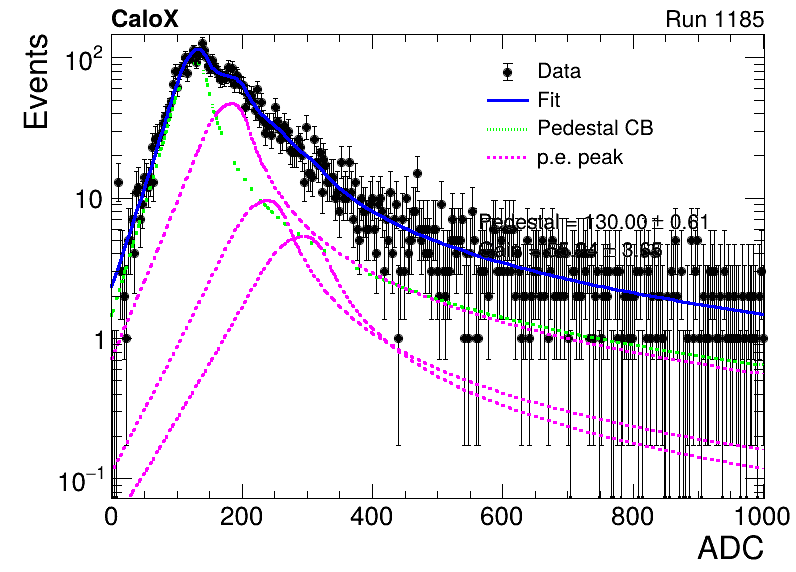 CaloX Run 1185
Events
10²
10
1
10⁻¹
Data
Fit
Pedestal CB
p.e. peak
Pedestal = 130.00 ± 0.61
0 200 400 600 800 1000
ADC